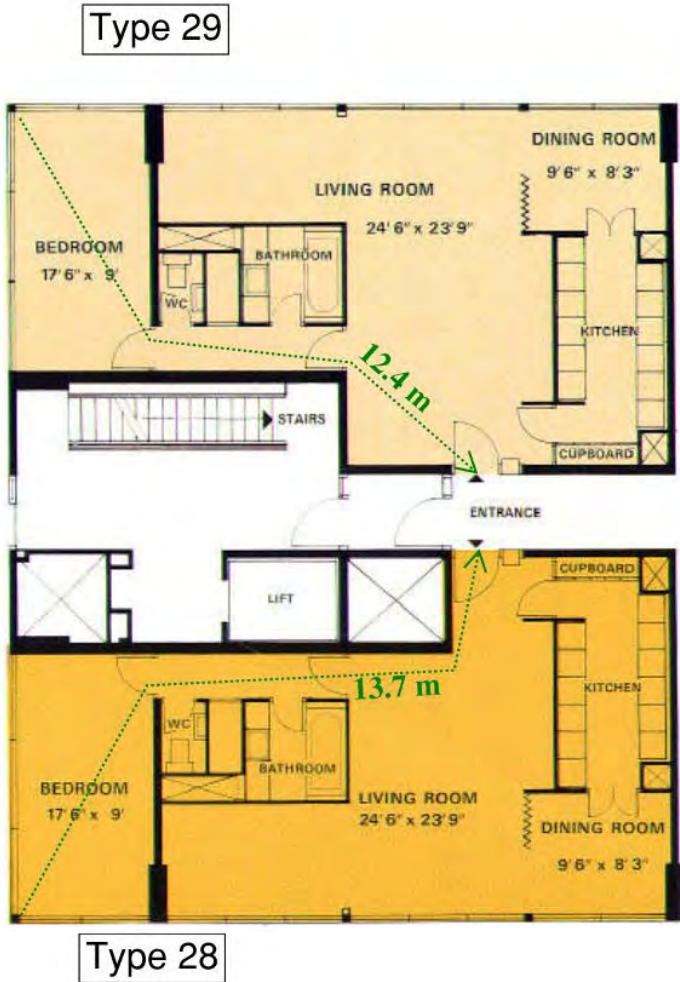 Type 29
DINING ROOM
9' 6" x 8' 3"
LIVING ROOM
24' 6" x 23' 9"
BEDROOM
17' 6" x 9'
BATHROOM
WC
KITCHEN
12.4 m
STAIRS
CUPBOARD
ENTRANCE
CUPBOARD
LIFT
13.7 m
KITCHEN
WC
BATHROOM
BEDROOM
17' 6" x 9'
LIVING ROOM
24' 6" x 23' 9"
DINING ROOM
9' 6" x 8' 3"
Type 28